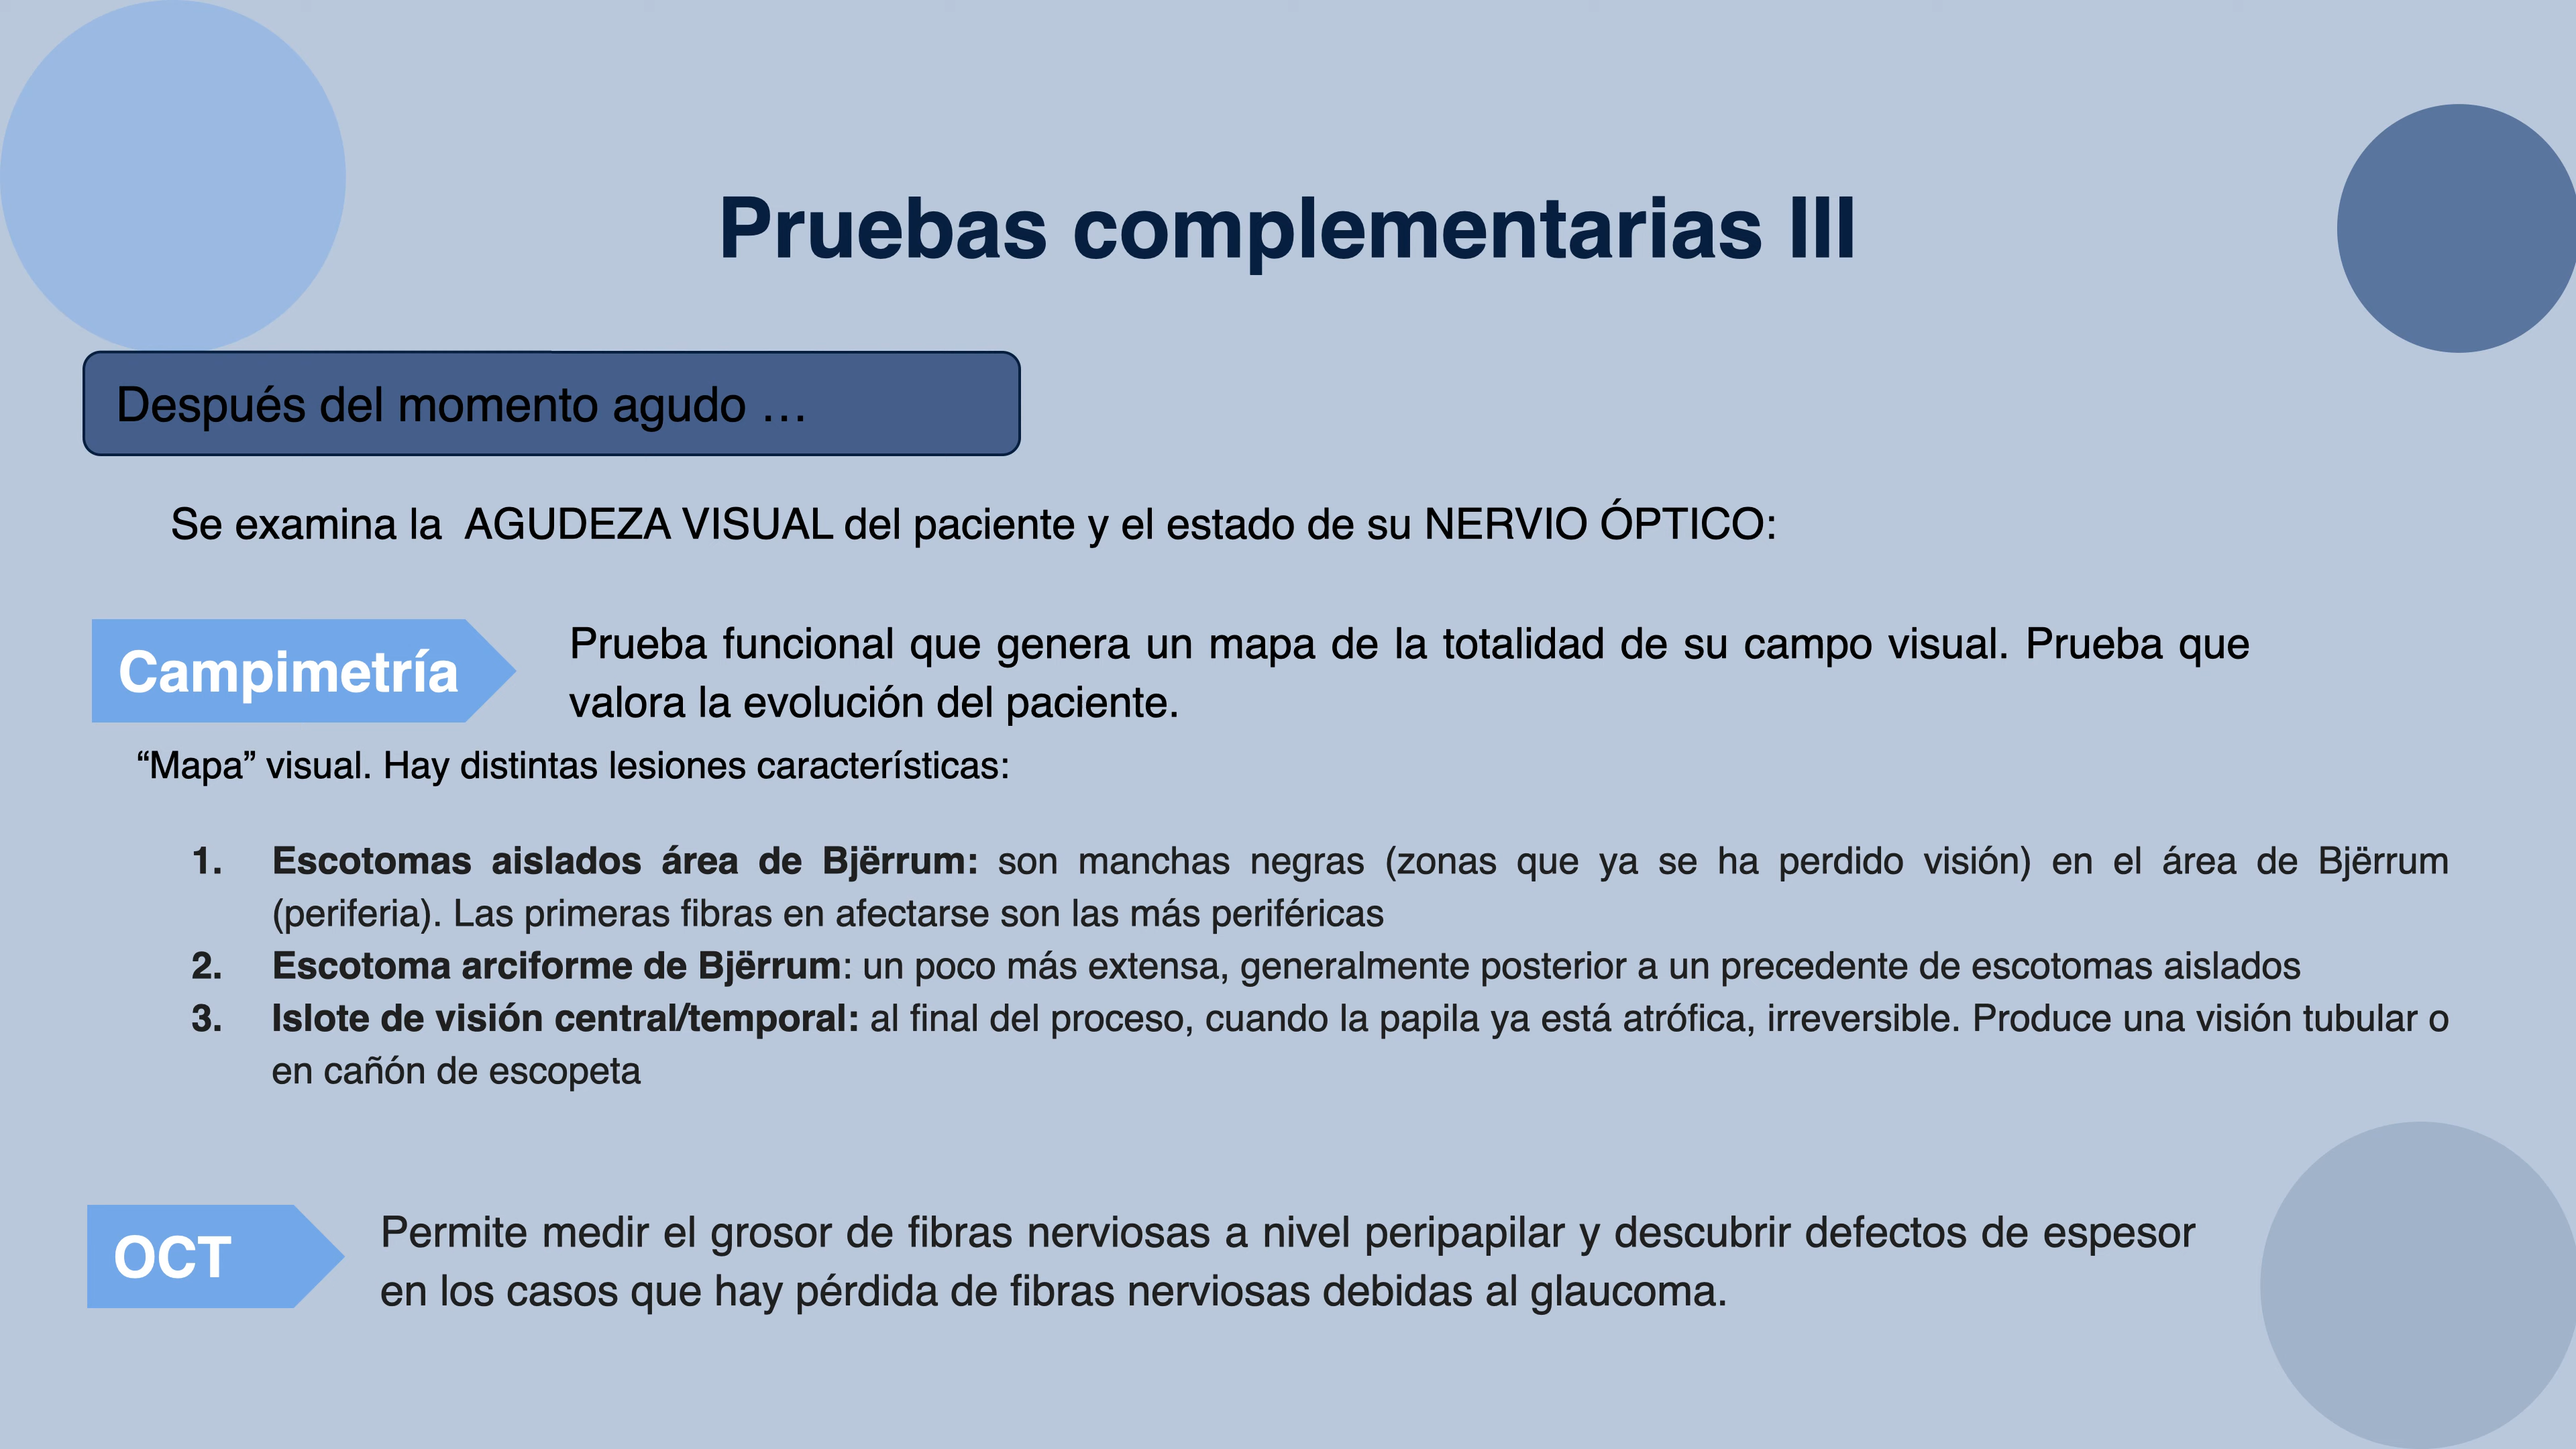 Pruebas complementarias III
Después del momento agudo …
Se examina la AGUDEZA VISUAL del paciente y el estado de su NERVIO ÓPTICO:
Campimetría
Prueba funcional que genera un mapa de la totalidad de su campo visual. Prueba que
valora la evolución del paciente.
“Mapa” visual. Hay distintas lesiones características:
1. Escotomas aislados área de Bjërrum: son manchas negras (zonas que ya se ha perdido visión) en el área de Bjërrum
(periferia). Las primeras fibras en afectarse son las más periféricas
2. Escotoma arciforme de Bjërrum: un poco más extensa, generalmente posterior a un precedente de escotomas aislados
3. Islote de visión central/temporal: al final del proceso, cuando la papila ya está atrófica, irreversible. Produce una visión tubular o
en cañón de escopeta
OCT
Permite medir el grosor de fibras nerviosas a nivel peripapilar y descubrir defectos de espesor
en los casos que hay pérdida de fibras nerviosas debidas al glaucoma.